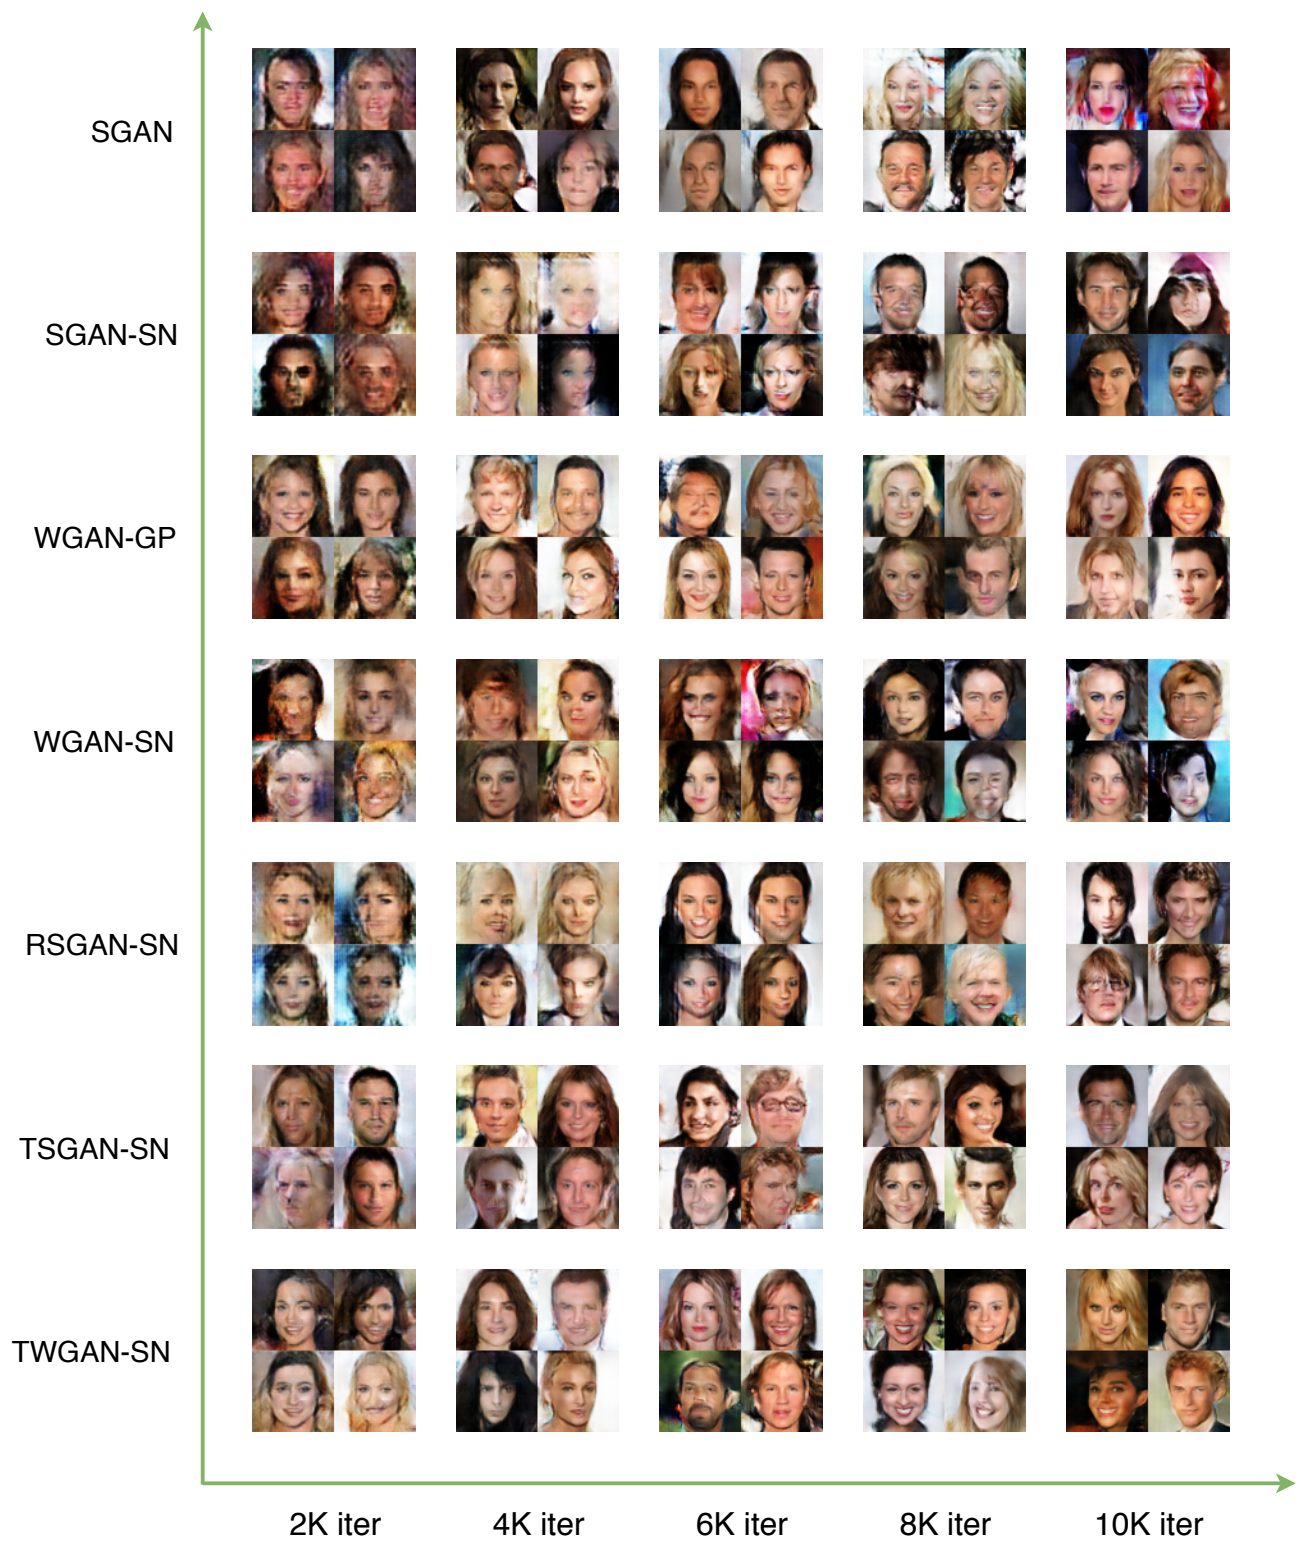 SGAN
SGAN-SN
WGAN-GP
WGAN-SN
RSGAN-SN
TSGAN-SN
TWGAN-SN
2K iter 4K iter 6K iter 8K iter 10K iter